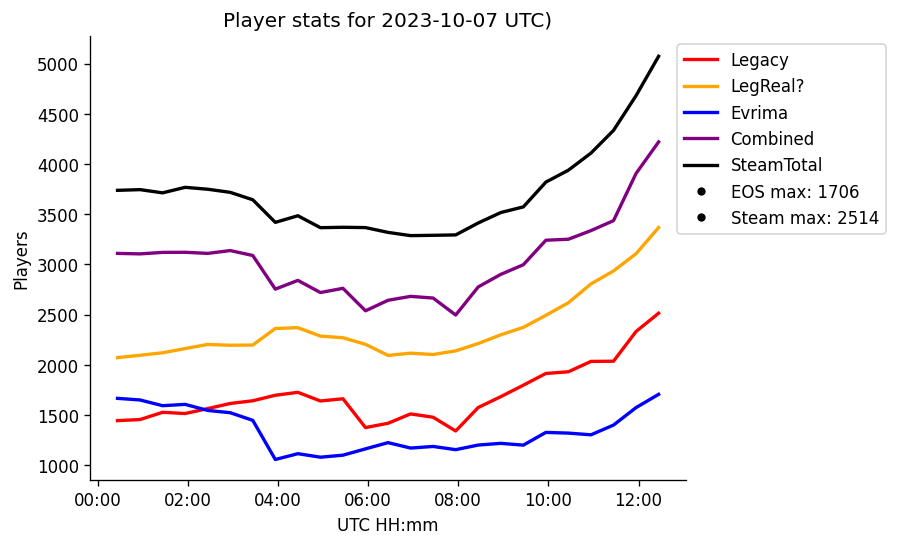 Player stats for 2023-10-07 UTC)
5000
4500
4000
3500
3000
2500
2000
1500
1000
Players
00:00 02:00 04:00 06:00 08:00 10:00 12:00
UTC HH:mm
Legacy
LegReal?
Evrima
Combined
SteamTotal
EOS max: 1706
Steam max: 2514